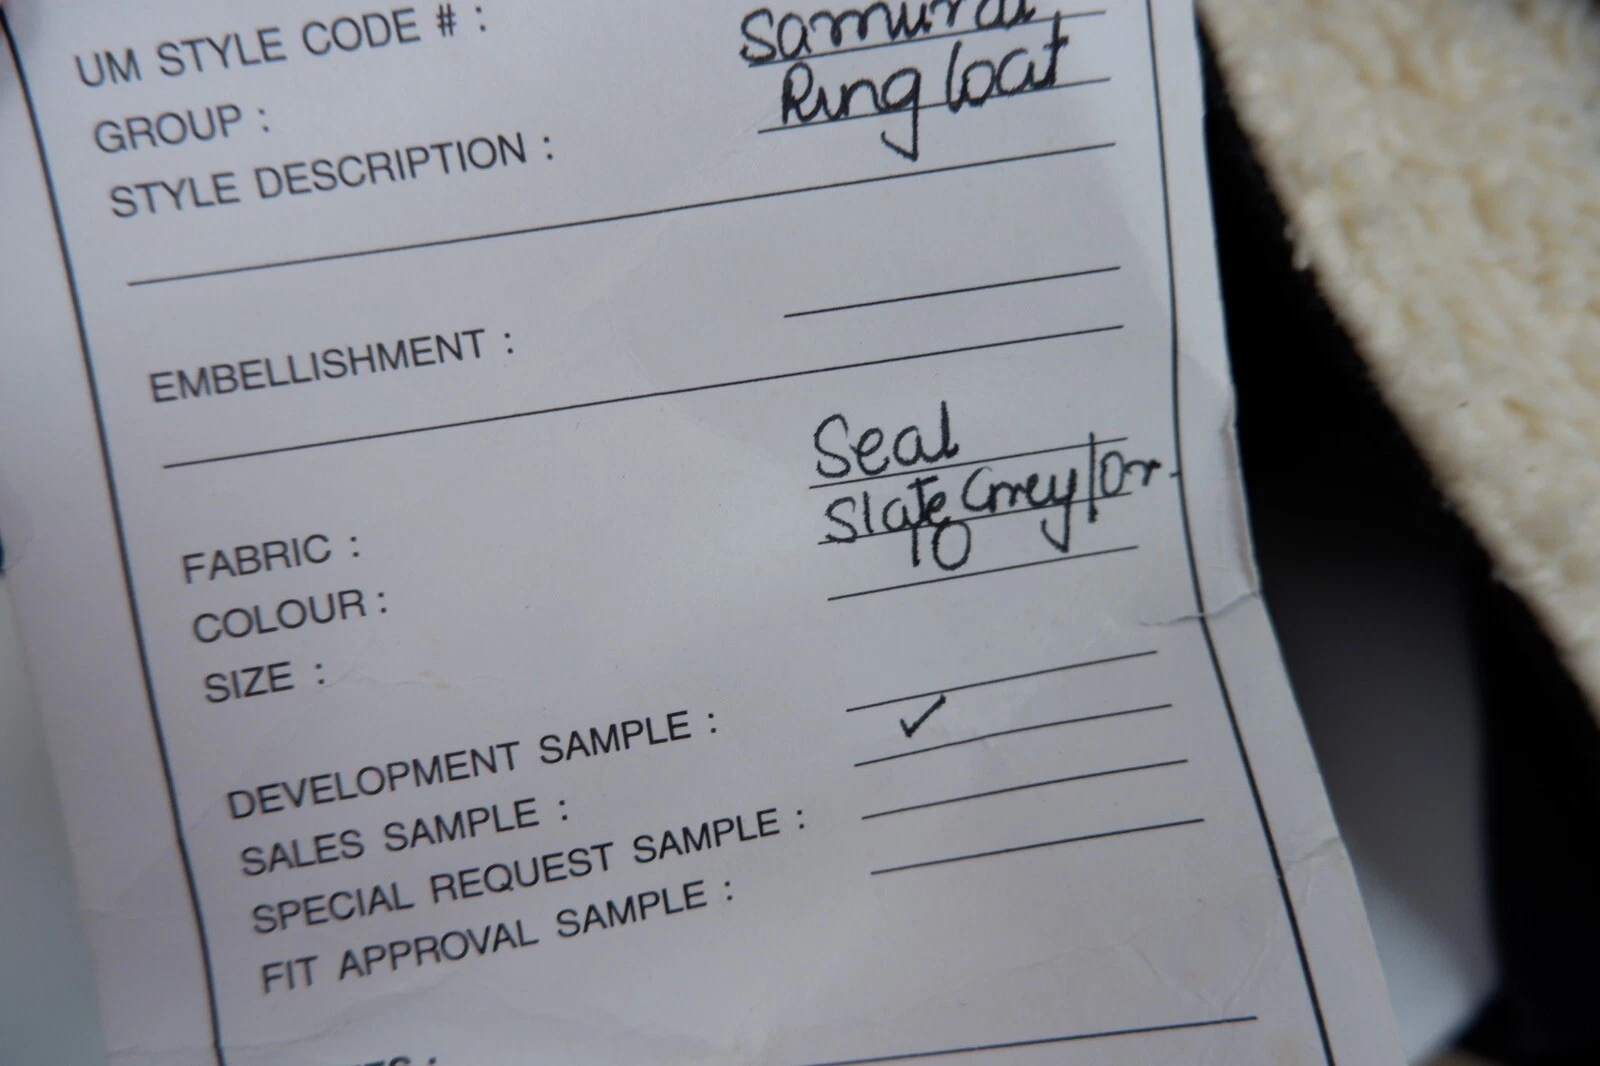 UM STYLE CODE # :
GROUP : Samurai
STYLE DESCRIPTION : Ring Coat
EMBELLISHMENT :
FABRIC : Seal
COLOUR : Slate Grey/Or.
SIZE : 10
DEVELOPMENT SAMPLE :
SALES SAMPLE : ✓
SPECIAL REQUEST SAMPLE :
FIT APPROVAL SAMPLE :